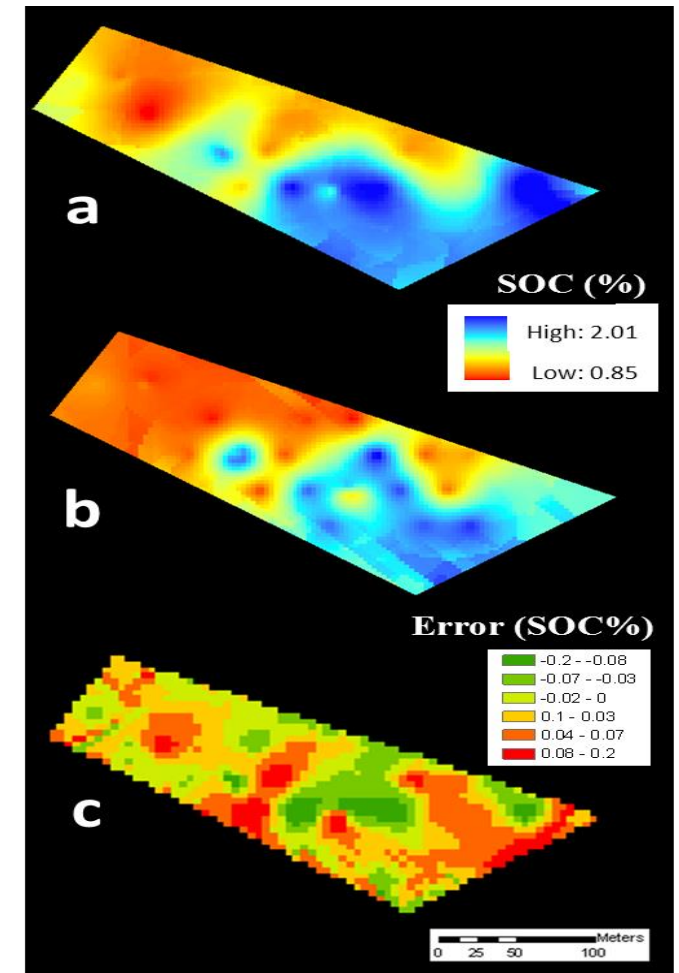 a
SOC (%)
High: 2.01
Low: 0.85
b
Error (SOC%)
-0.2 - -0.08
-0.07 - -0.03
-0.02 - 0
0.1 - 0.03
0.04 - 0.07
0.08 - 0.2
c
Meters
0 25 50 100